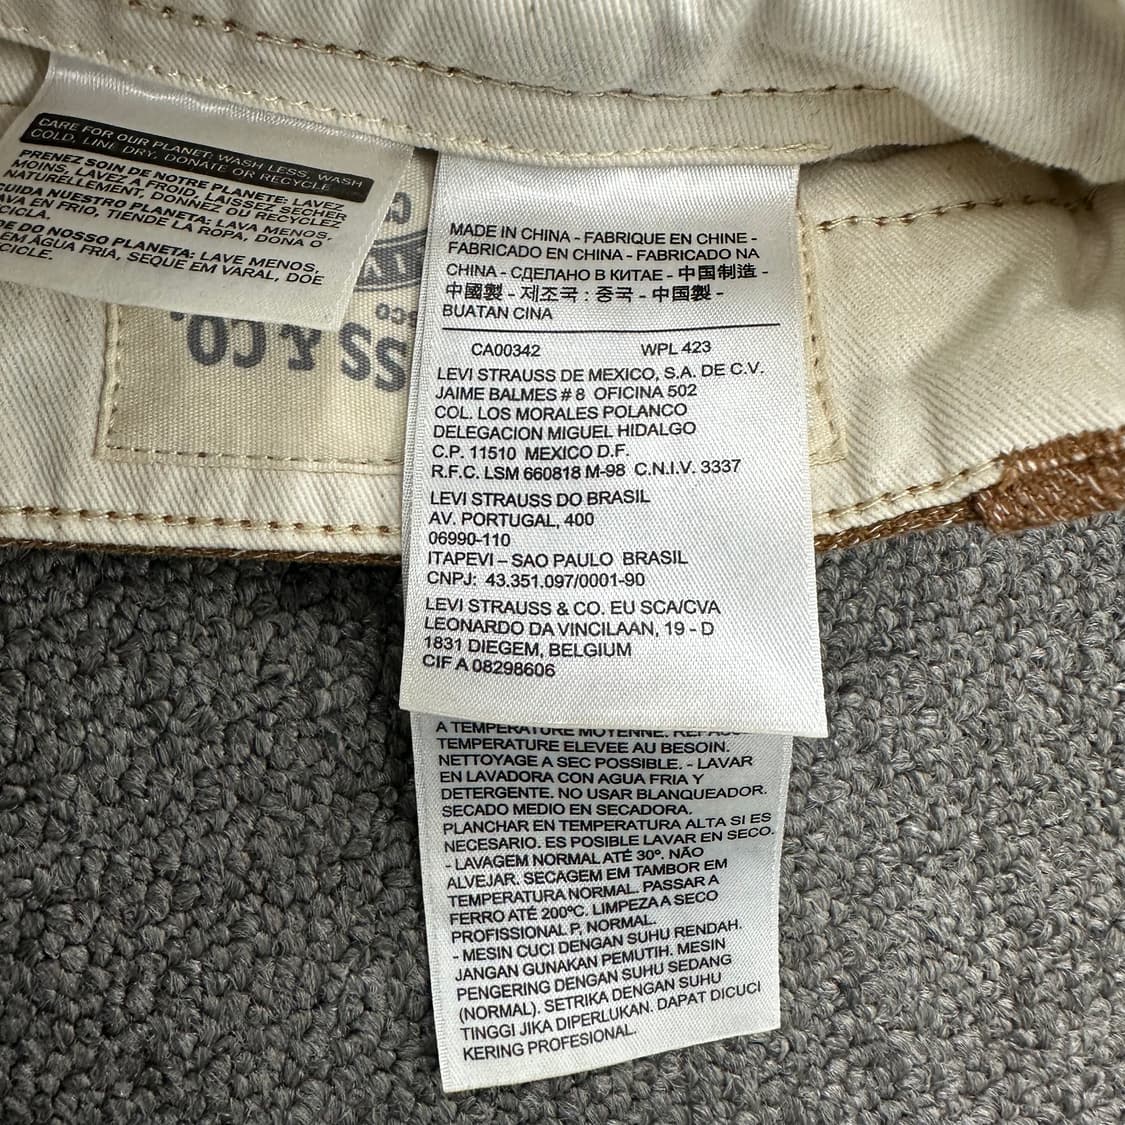 CARE FOR OUR PLANET: WASH LESS, WASH
COLD, LINE DRY, DONATE OR RECYCLE
PRENEZ SOIN DE NOTRE PLANETE: LAVEZ
MOINS, LAVEZ A FROID, LAISSEZ SECHER
NATURELLEMENT, DONNEZ OU RECYCLEZ
CUIDA NUESTRO PLANETA: LAVA MENOS,
AVA EN FRIO, TIENDE LA ROPA, DONA O
CICLA.
DE DO NOSSO PLANETA: LAVE MENOS,
EM ÁGUA FRIA, SEQUE EM VARAL, DOE
CICLE.
SS & CO.
MADE IN CHINA - FABRIQUE EN CHINE -
FABRICADO EN CHINA - FABRICADO NA
CHINA - СДЕЛАНО В КИТАЕ - 中国制造 -
中國製 - 제조국 : 중국 - 中国製 -
BUATAN CINA
CA00342 WPL 423
LEVI STRAUSS DE MEXICO, S.A. DE C.V.
JAIME BALMES # 8 OFICINA 502
COL. LOS MORALES POLANCO
DELEGACION MIGUEL HIDALGO
C.P. 11510 MEXICO D.F.
R.F.C. LSM 660818 M-98 C.N.I.V. 3337
LEVI STRAUSS DO BRASIL
AV. PORTUGAL, 400
06990-110
ITAPEVI – SAO PAULO BRASIL
CNPJ: 43.351.097/0001-90
LEVI STRAUSS & CO. EU SCA/CVA
LEONARDO DA VINCILAAN, 19 - D
1831 DIEGEM, BELGIUM
CIF A 08298606
A TEMPERATURE MOYENNE.
TEMPERATURE ELEVEE AU BESOIN.
NETTOYAGE A SEC POSSIBLE. - LAVAR
EN LAVADORA CON AGUA FRIA Y
DETERGENTE. NO USAR BLANQUEADOR.
SECADO MEDIO EN SECADORA.
PLANCHAR EN TEMPERATURA ALTA SI ES
NECESARIO. ES POSIBLE LAVAR EN SECO.
- LAVAGEM NORMAL ATÉ 30º. NÃO
ALVEJAR. SECAGEM EM TAMBOR EM
TEMPERATURA NORMAL. PASSAR A
FERRO ATÉ 200ºC. LIMPEZA A SECO
PROFISSIONAL P, NORMAL.
- MESIN CUCI DENGAN SUHU RENDAH.
JANGAN GUNAKAN PEMUTIH. MESIN
PENGERING DENGAN SUHU SEDANG
(NORMAL). SETRIKA DENGAN SUHU
TINGGI JIKA DIPERLUKAN. DAPAT DICUCI
KERING PROFESIONAL.